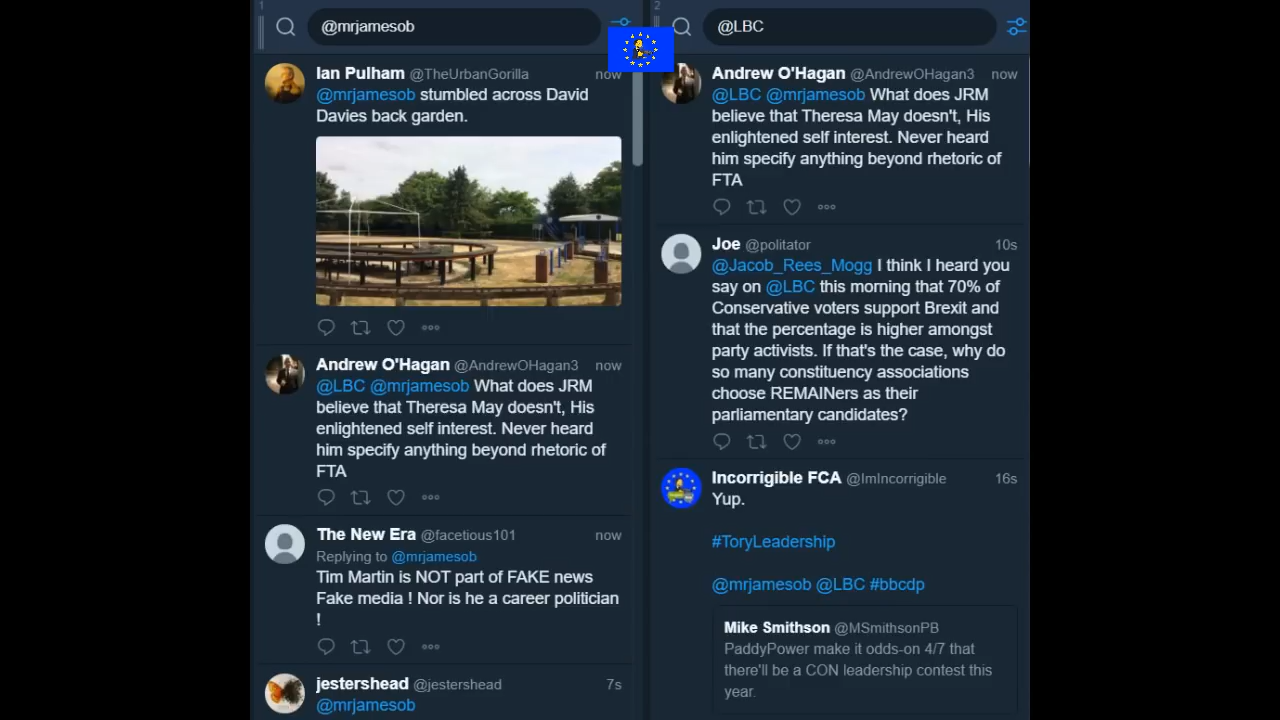 1
@mrjamesob
Ian Pulham @TheUrbanGorilla now
@mrjamesob stumbled across David
Davies back garden.
Andrew O'Hagan @AndrewOHagan3 now
@LBC @mrjamesob What does JRM
believe that Theresa May doesn't, His
enlightened self interest. Never heard
him specify anything beyond rhetoric of
FTA
The New Era @facetious101 now
Replying to @mrjamesob
Tim Martin is NOT part of FAKE news
Fake media ! Nor is he a career politician
!
jestershead @jestershead 7s
@mrjamesob
2
@LBC
Andrew O'Hagan @AndrewOHagan3 now
@LBC @mrjamesob What does JRM
believe that Theresa May doesn't, His
enlightened self interest. Never heard
him specify anything beyond rhetoric of
FTA
Joe @politator 10s
@Jacob_Rees_Mogg I think I heard you
say on @LBC this morning that 70% of
Conservative voters support Brexit and
that the percentage is higher amongst
party activists. If that's the case, why do
so many constituency associations
choose REMAINers as their
parliamentary candidates?
Incorrigible FCA @ImIncorrigible 16s
Yup.
#ToryLeadership
@mrjamesob @LBC #bbcdp
Mike Smithson @MSmithsonPB
PaddyPower make it odds-on 4/7 that
there'll be a CON leadership contest this
year.